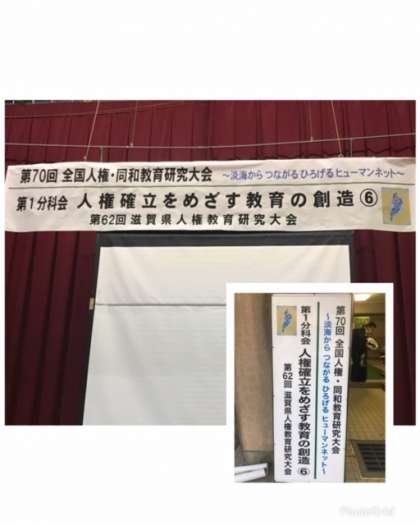 第70回 全国人権・同和教育研究大会 ～淡海から つながる ひろげる ヒューマンネット～
第1分科会 人権確立をめざす教育の創造⑥
第62回 滋賀県人権教育研究大会
第70回 全国人権・同和教育研究大会
～淡海から つながる ひろげる ヒューマンネット～
第1分科会 人権確立をめざす教育の創造⑥
第62回 滋賀県人権教育研究大会
PhotoGrid